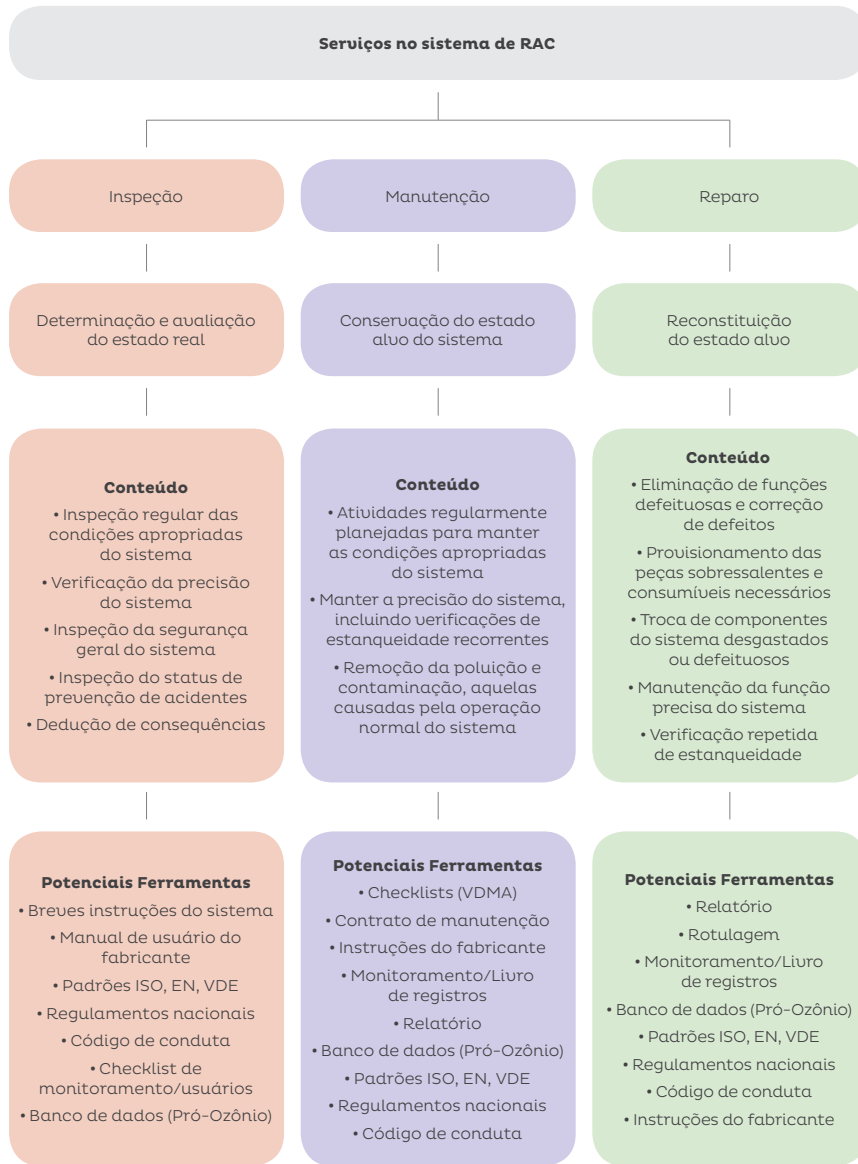 Serviços no sistema de RAC
Inspeção
Manutenção
Reparo
Determinação e avaliação
do estado real
Conservação do estado
alvo do sistema
Reconstituição
do estado alvo
Conteúdo
• Inspeção regular das
condições apropriadas
do sistema
• Verificação da precisão
do sistema
• Inspeção da segurança
geral do sistema
• Inspeção do status de
prevenção de acidentes
• Dedução de consequências
Conteúdo
• Atividades regularmente
planejadas para manter
as condições apropriadas
do sistema
• Manter a precisão do sistema,
incluindo verificações de
estanqueidade recorrentes
• Remoção da poluição e
contaminação, aquelas
causadas pela operação
normal do sistema
Conteúdo
• Eliminação de funções
defeituosas e correção
de defeitos
• Provisionamento das
peças sobressalentes e
consumíveis necessários
• Troca de componentes
do sistema desgastados
ou defeituosos
• Manutenção da função
precisa do sistema
• Verificação repetida
de estanqueidade
Potenciais Ferramentas
• Breves instruções do sistema
• Manual de usuário do
fabricante
• Padrões ISO, EN, VDE
• Regulamentos nacionais
• Código de conduta
• Checklist de
monitoramento/usuários
• Banco de dados (Pró-Ozônio)
Potenciais Ferramentas
• Checklists (VDMA)
• Contrato de manutenção
• Instruções do fabricante
• Monitoramento/Livro
de registros
• Relatório
• Banco de dados (Pró-Ozônio)
• Padrões ISO, EN, VDE
• Regulamentos nacionais
• Código de conduta
Potenciais Ferramentas
• Relatório
• Rotulagem
• Monitoramento/Livro
de registros
• Banco de dados (Pró-Ozônio)
• Padrões ISO, EN, VDE
• Regulamentos nacionais
• Código de conduta
• Instruções do fabricante